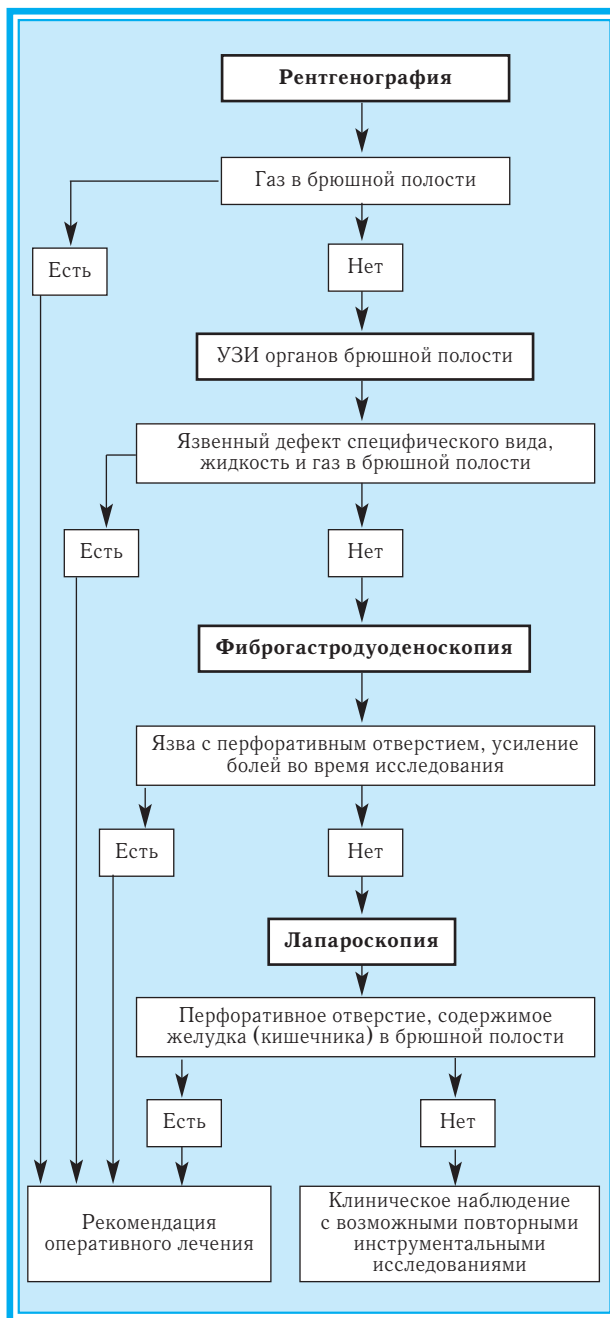 Рентгенография
Газ в брюшной полости
Есть
Нет
УЗИ органов брюшной полости
Язвенный дефект специфического вида,
жидкость и газ в брюшной полости
Есть
Нет
Фиброгастродуоденоскопия
Язва с перфоративным отверстием, усиление
болей во время исследования
Есть
Нет
Лапароскопия
Перфоративное отверстие, содержимое
желудка (кишечника) в брюшной полости
Есть
Нет
Рекомендация
оперативного лечения
Клиническое наблюдение
с возможными повторными
инструментальными
исследованиями